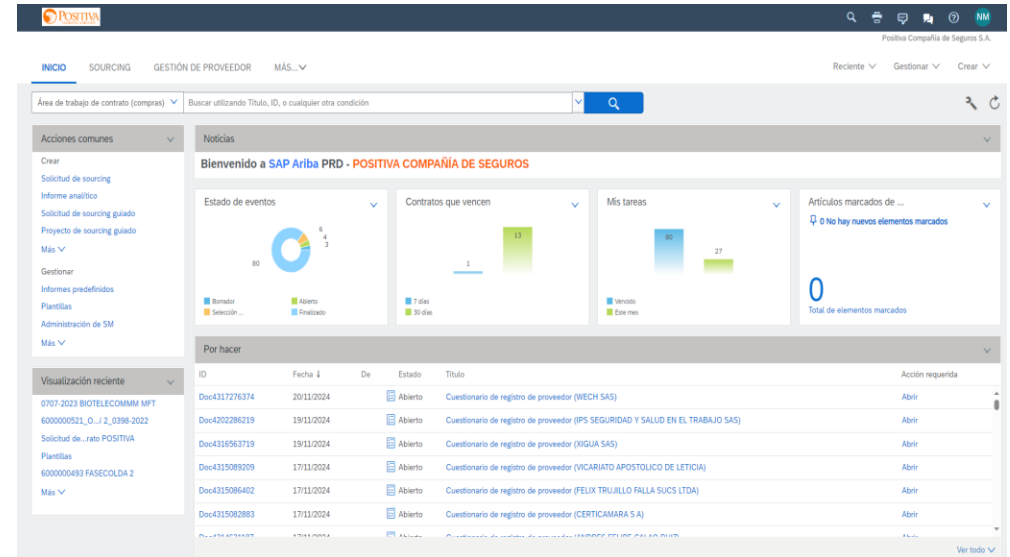 POSITIVA
NM
Positiva Compañía de Seguros S.A.
INICIO SOURCING GESTIÓN DE PROVEEDOR MÁS... Reciente Gestionar Crear
Área de trabajo de contrato (compras) Buscar utilizando Título, ID, o cualquier otra condición
Acciones comunes
Crear
Solicitud de sourcing
Informe analítico
Solicitud de sourcing guiado
Proyecto de sourcing guiado
Más
Gestionar
Informes predefinidos
Plantillas
Administración de SM
Más
Visualización reciente
0707-2023 BIOTELECOMMM MFT
6000000521_O.../ 2_0398-2022
Solicitud de...rato POSITIVA
Plantillas
6000000493 FASECOLDA 2
Más
Noticias
Bienvenido a SAP Ariba PRD - POSITIVA COMPAÑÍA DE SEGUROS
Estado de eventos
6
4
3
80
Borrador Abierto
Selección ... Finalizado
Contratos que vencen
13
1
7 días
30 días
Mis tareas
80
27
Vencido
Este mes
Artículos marcados de ...
0 No hay nuevos elementos marcados
0
Total de elementos marcados
Por hacer
ID Fecha ↓ De Estado Título Acción requerida
Doc4317276374 20/11/2024 Abierto Cuestionario de registro de proveedor (WECH SAS) Abrir
Doc4202286219 19/11/2024 Abierto Cuestionario de registro de proveedor (IPS SEGURIDAD Y SALUD EN EL TRABAJO SAS) Abrir
Doc4316563719 19/11/2024 Abierto Cuestionario de registro de proveedor (XIGUA SAS) Abrir
Doc4315089209 17/11/2024 Abierto Cuestionario de registro de proveedor (VICARIATO APOSTOLICO DE LETICIA) Abrir
Doc4315086402 17/11/2024 Abierto Cuestionario de registro de proveedor (FELIX TRUJILLO FALLA SUCS LTDA) Abrir
Doc4315082883 17/11/2024 Abierto Cuestionario de registro de proveedor (CERTICAMARA S A) Abrir
17/11/2024 Abierto Cuestionario de registro de proveedor Abrir
Ver todo